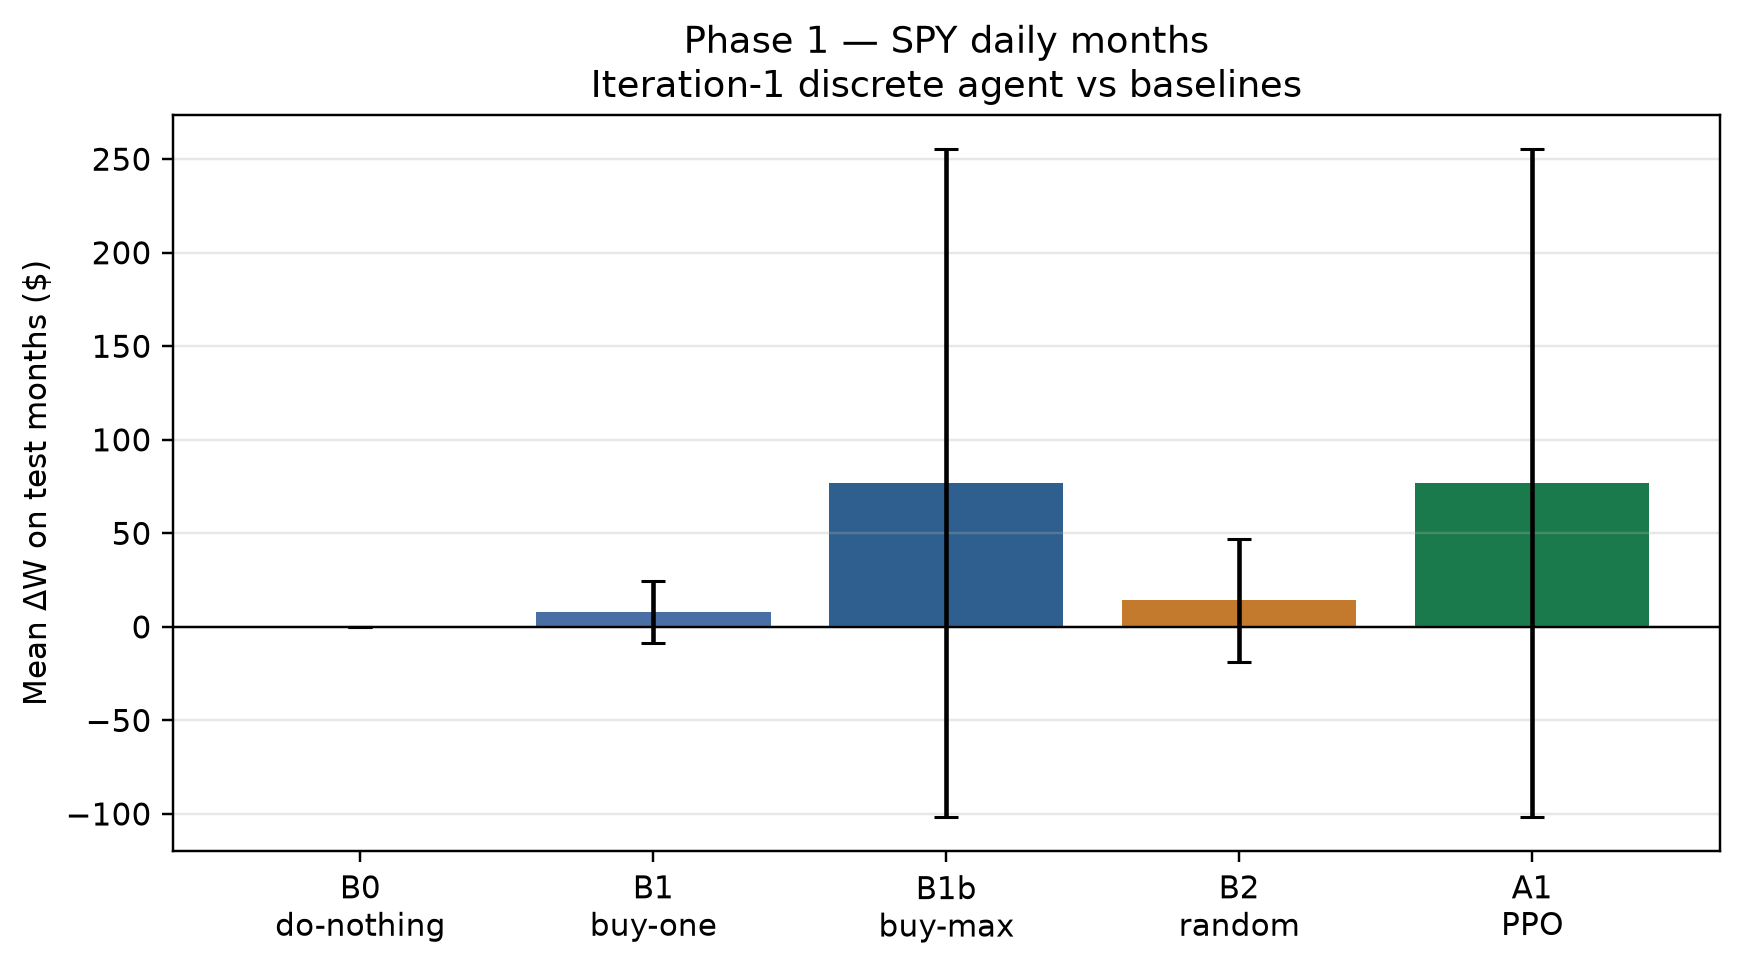 Phase 1 — SPY daily months
Iteration-1 discrete agent vs baselines
Mean ΔW on test months ($)
250
200
150
100
50
0
−50
−100
B0
do-nothing
B1
buy-one
B1b
buy-max
B2
random
A1
PPO